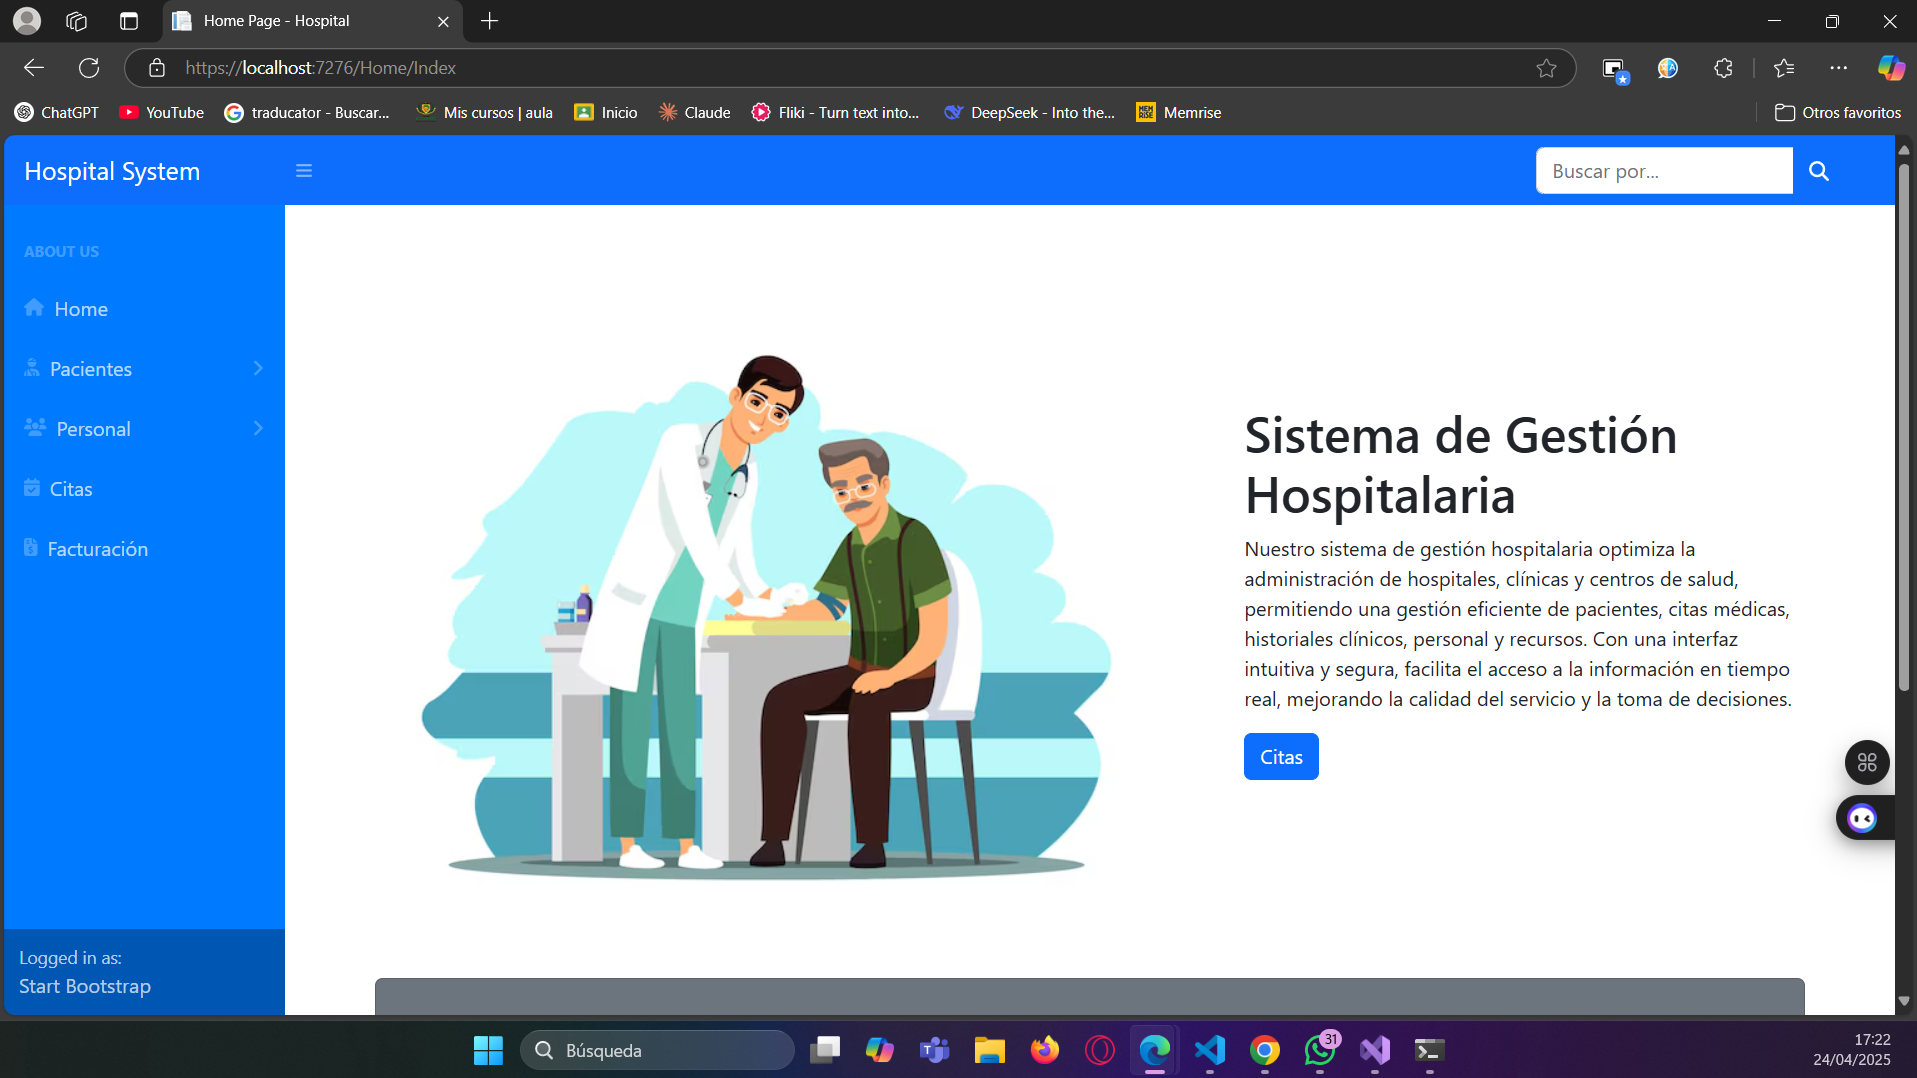 Home Page - Hospital
https://localhost:7276/Home/Index
ChatGPT
YouTube
traducator - Buscar...
Mis cursos | aula
Inicio
Claude
Fliki - Turn text into...
DeepSeek - Into the...
MEM
RISE
Memrise
Otros favoritos
Hospital System
Buscar por...
ABOUT US
Home
Pacientes
Personal
Citas
Facturación
Sistema de Gestión
Hospitalaria
Nuestro sistema de gestión hospitalaria optimiza la
administración de hospitales, clínicas y centros de salud,
permitiendo una gestión eficiente de pacientes, citas médicas,
historiales clínicos, personal y recursos. Con una interfaz
intuitiva y segura, facilita el acceso a la información en tiempo
real, mejorando la calidad del servicio y la toma de decisiones.
Citas
Logged in as:
Start Bootstrap
Búsqueda
31
17:22
24/04/2025